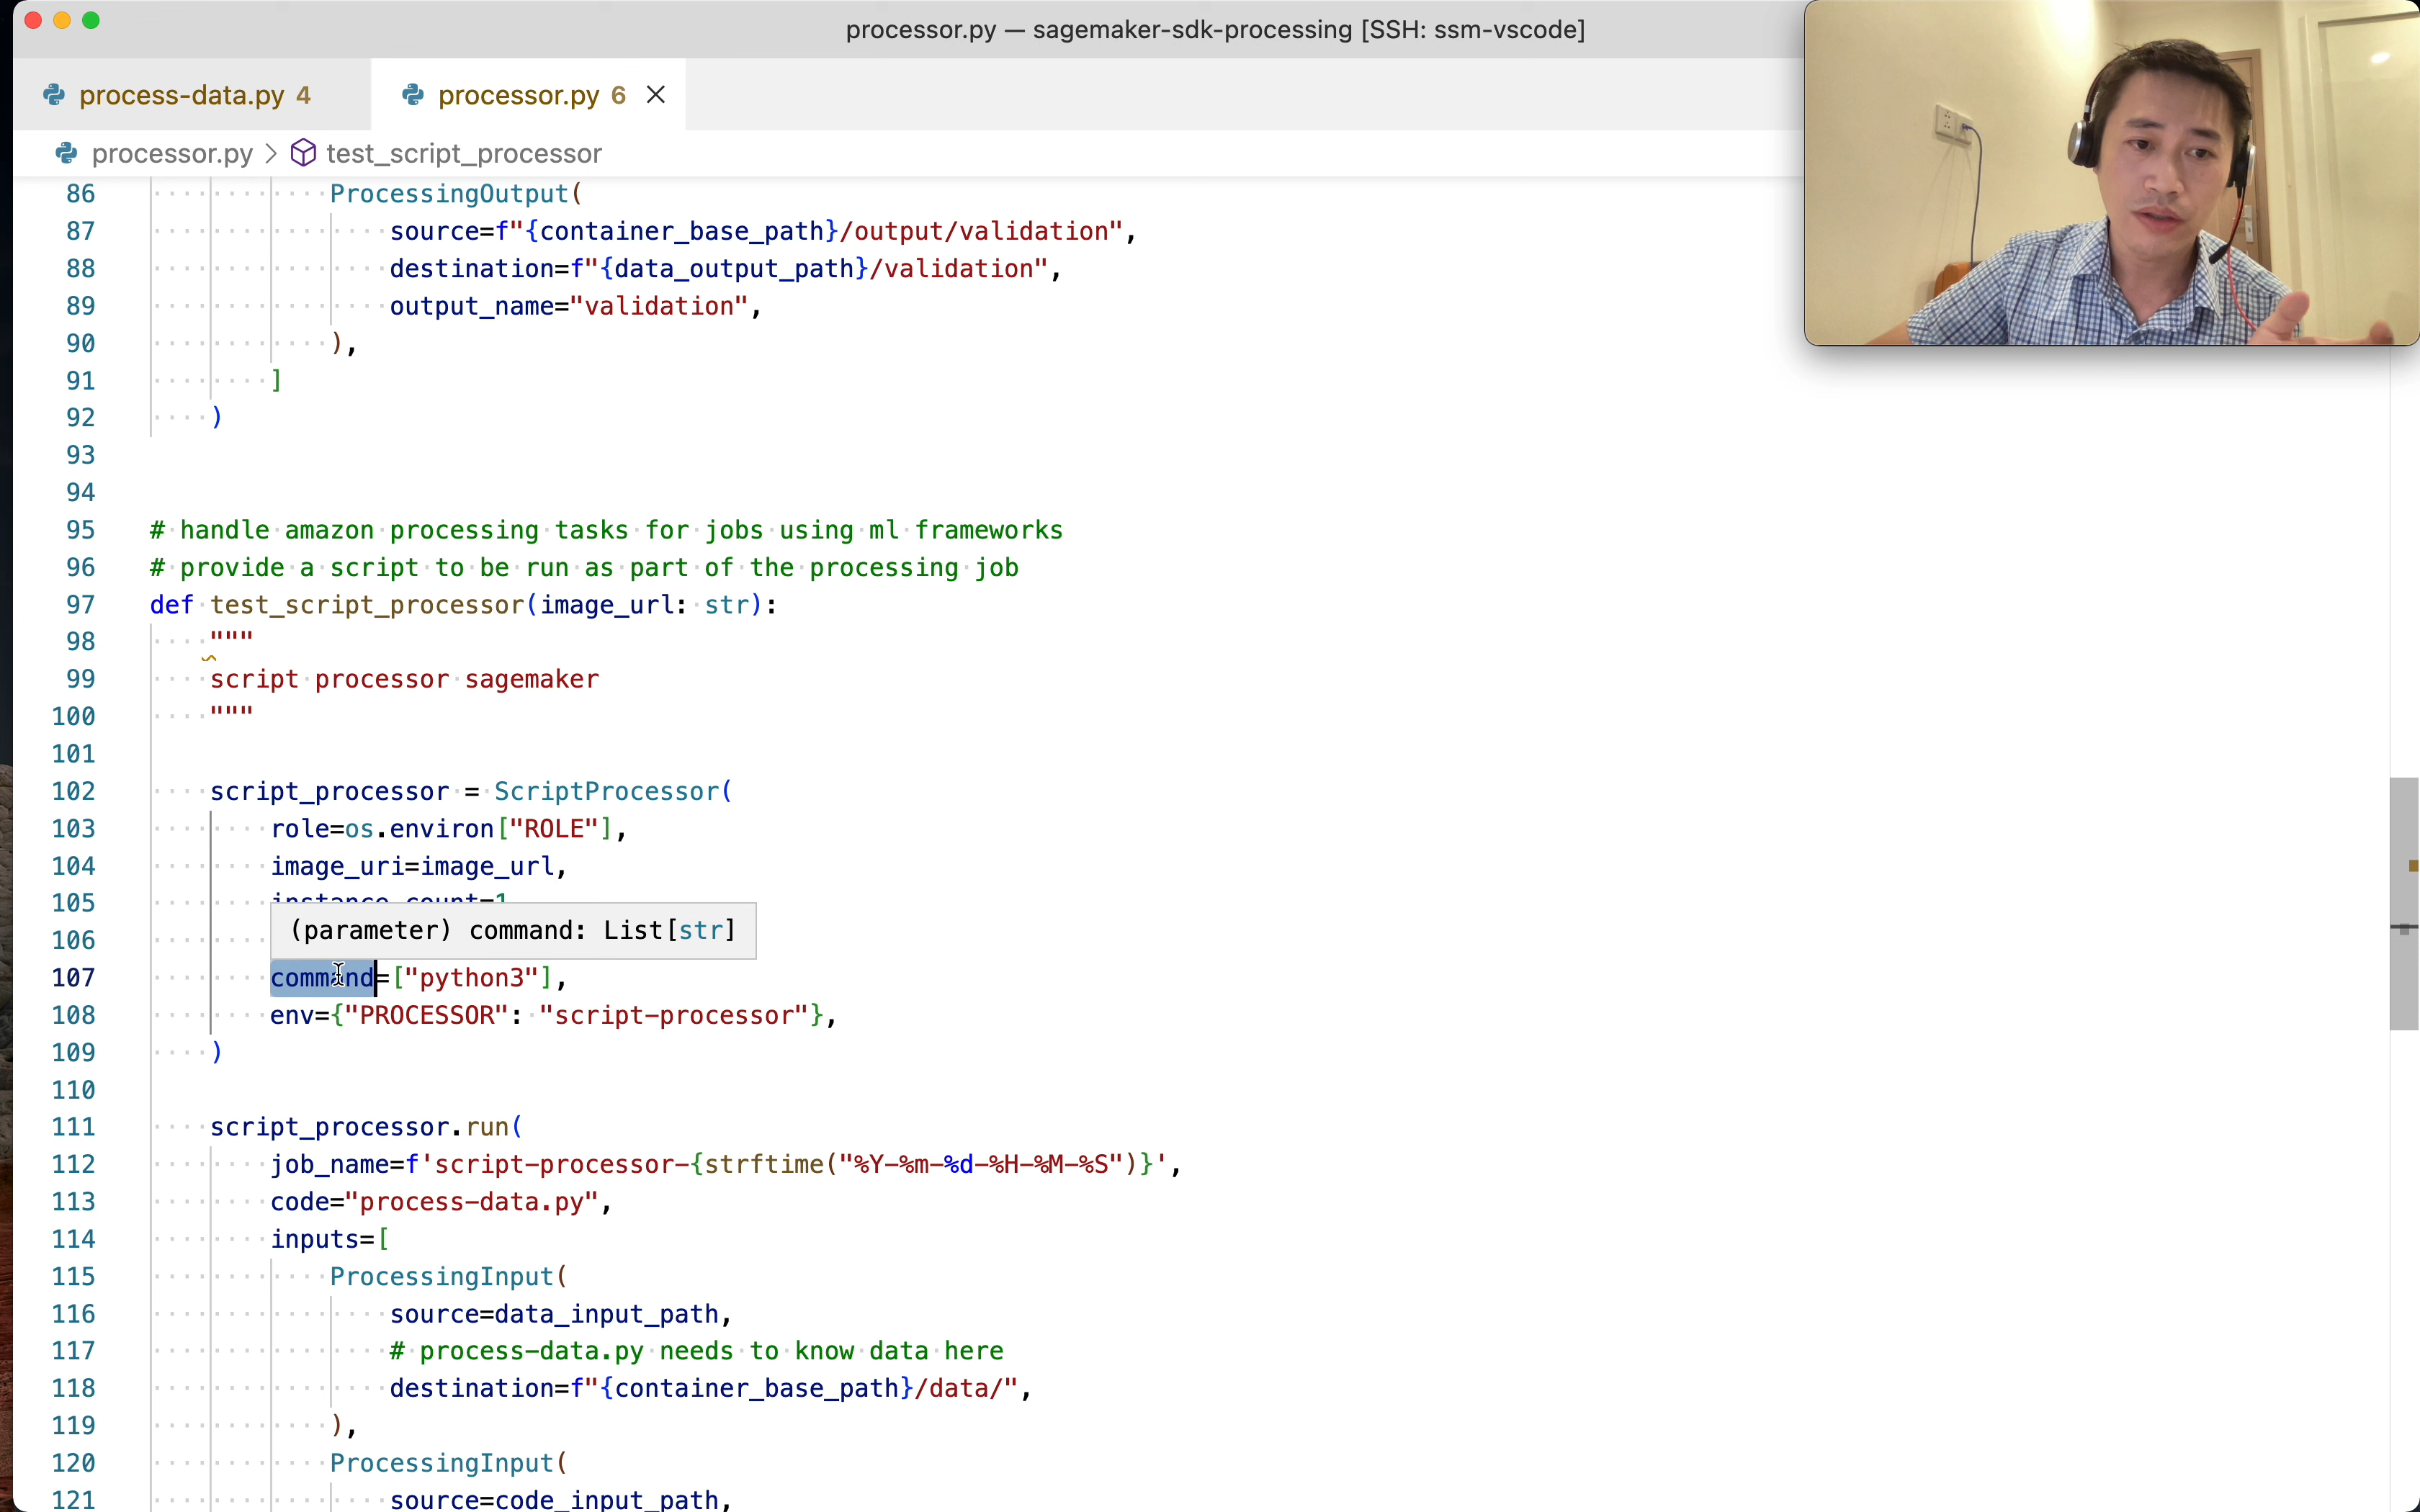 processor.py — sagemaker-sdk-processing [SSH: ssm-vscode]
process-data.py 4
processor.py 6
processor.py > test_script_processor
86 ProcessingOutput(
87 source=f"{container_base_path}/output/validation",
88 destination=f"{data_output_path}/validation",
89 output_name="validation",
90 ),
91 ]
92 )
93
94
95 # handle amazon processing tasks for jobs using ml frameworks
96 # provide a script to be run as part of the processing job
97 def test_script_processor(image_url: str):
98 """
99 script processor sagemaker
100 """
101
102 script_processor = ScriptProcessor(
103 role=os.environ["ROLE"],
104 image_uri=image_url,
105 instance_count=1
(parameter) command: List[str]
106
107 command=["python3"],
108 env={"PROCESSOR": "script-processor"},
109 )
110
111 script_processor.run(
112 job_name=f'script-processor-{strftime("%Y-%m-%d-%H-%M-%S")}',
113 code="process-data.py",
114 inputs=[
115 ProcessingInput(
116 source=data_input_path,
117 # process-data.py needs to know data here
118 destination=f"{container_base_path}/data/",
119 ),
120 ProcessingInput(
121 source=code_input_path,